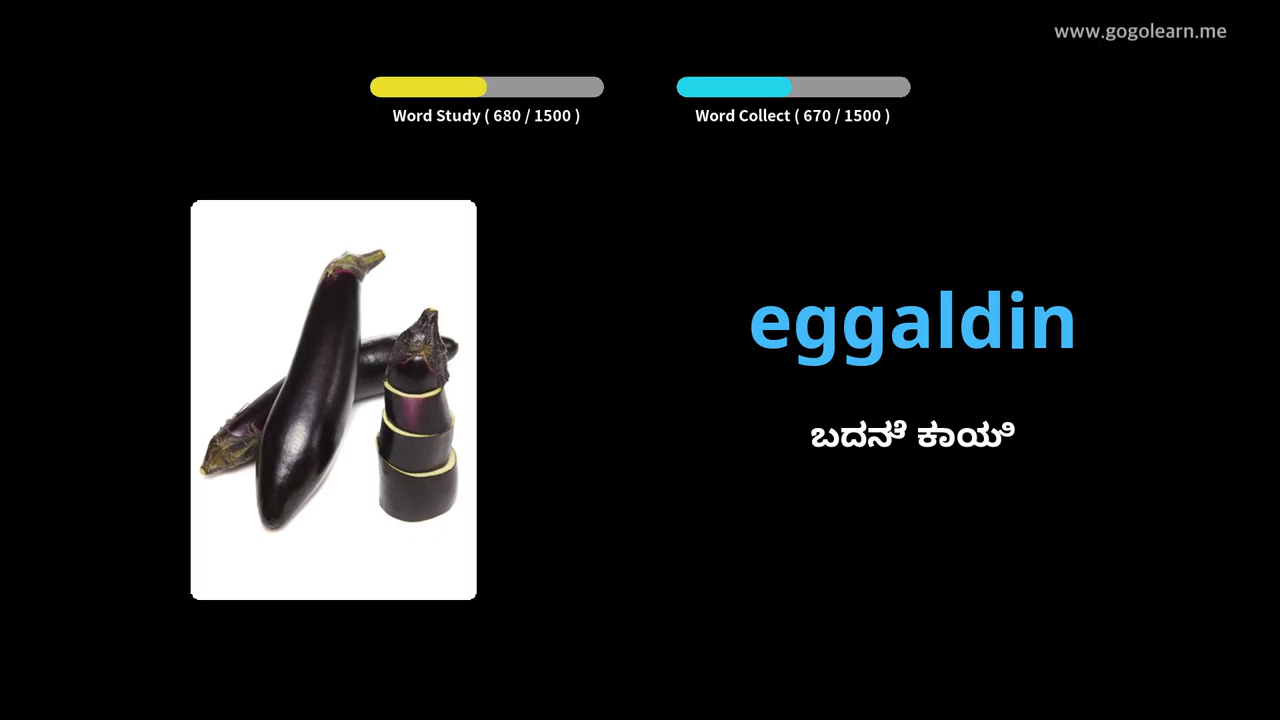 www.gogolearn.me
Word Study ( 680 / 1500 )
Word Collect ( 670 / 1500 )
eggaldin
ಬದನೆ ಕಾಯಿ